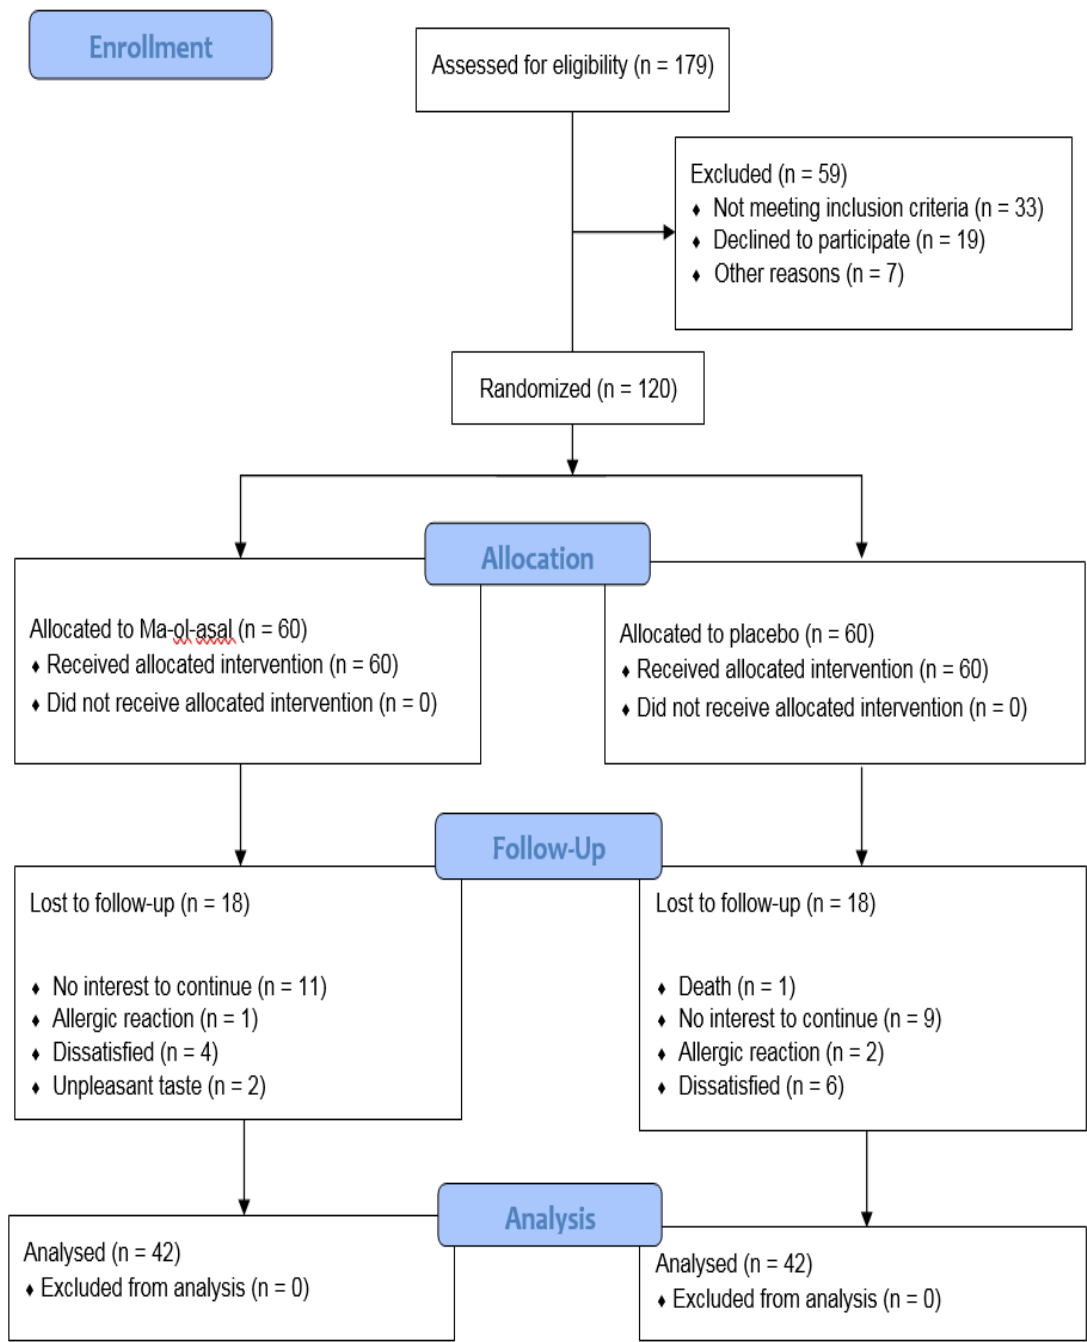 Enrollment
Assessed for eligibility (n = 179)
Excluded (n = 59)
♦ Not meeting inclusion criteria (n = 33)
♦ Declined to participate (n = 19)
♦ Other reasons (n = 7)
Randomized (n = 120)
Allocation
Allocated to Ma-ol-asal (n = 60)
♦ Received allocated intervention (n = 60)
♦ Did not receive allocated intervention (n = 0)
Allocated to placebo (n = 60)
♦ Received allocated intervention (n = 60)
♦ Did not receive allocated intervention (n = 0)
Follow-Up
Lost to follow-up (n = 18)
♦ No interest to continue (n = 11)
♦ Allergic reaction (n = 1)
♦ Dissatisfied (n = 4)
♦ Unpleasant taste (n = 2)
Lost to follow-up (n = 18)
♦ Death (n = 1)
♦ No interest to continue (n = 9)
♦ Allergic reaction (n = 2)
♦ Dissatisfied (n = 6)
Analysis
Analysed (n = 42)
♦ Excluded from analysis (n = 0)
Analysed (n = 42)
♦ Excluded from analysis (n = 0)